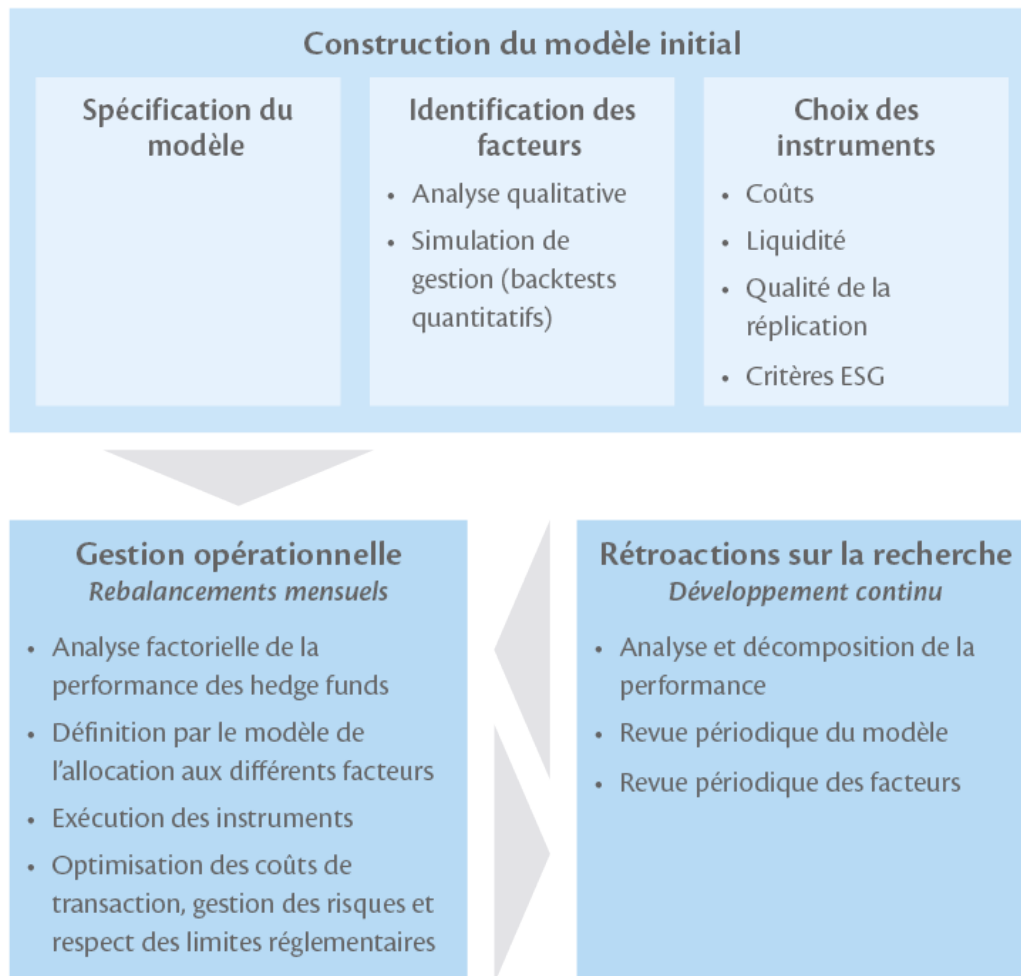 Construction du modèle initial
Spécification du
modèle
Identification des
facteurs
• Analyse qualitative
• Simulation de
gestion (backtests
quantitatifs)
Choix des
instruments
• Coûts
• Liquidité
• Qualité de la
réplication
• Critères ESG
Gestion opérationnelle
Rebalancements mensuels
• Analyse factorielle de la
performance des hedge funds
• Définition par le modèle de
l'allocation aux différents facteurs
• Exécution des instruments
• Optimisation des coûts de
transaction, gestion des risques et
respect des limites réglementaires
Rétroactions sur la recherche
Développement continu
• Analyse et décomposition de la
performance
• Revue périodique du modèle
• Revue périodique des facteurs